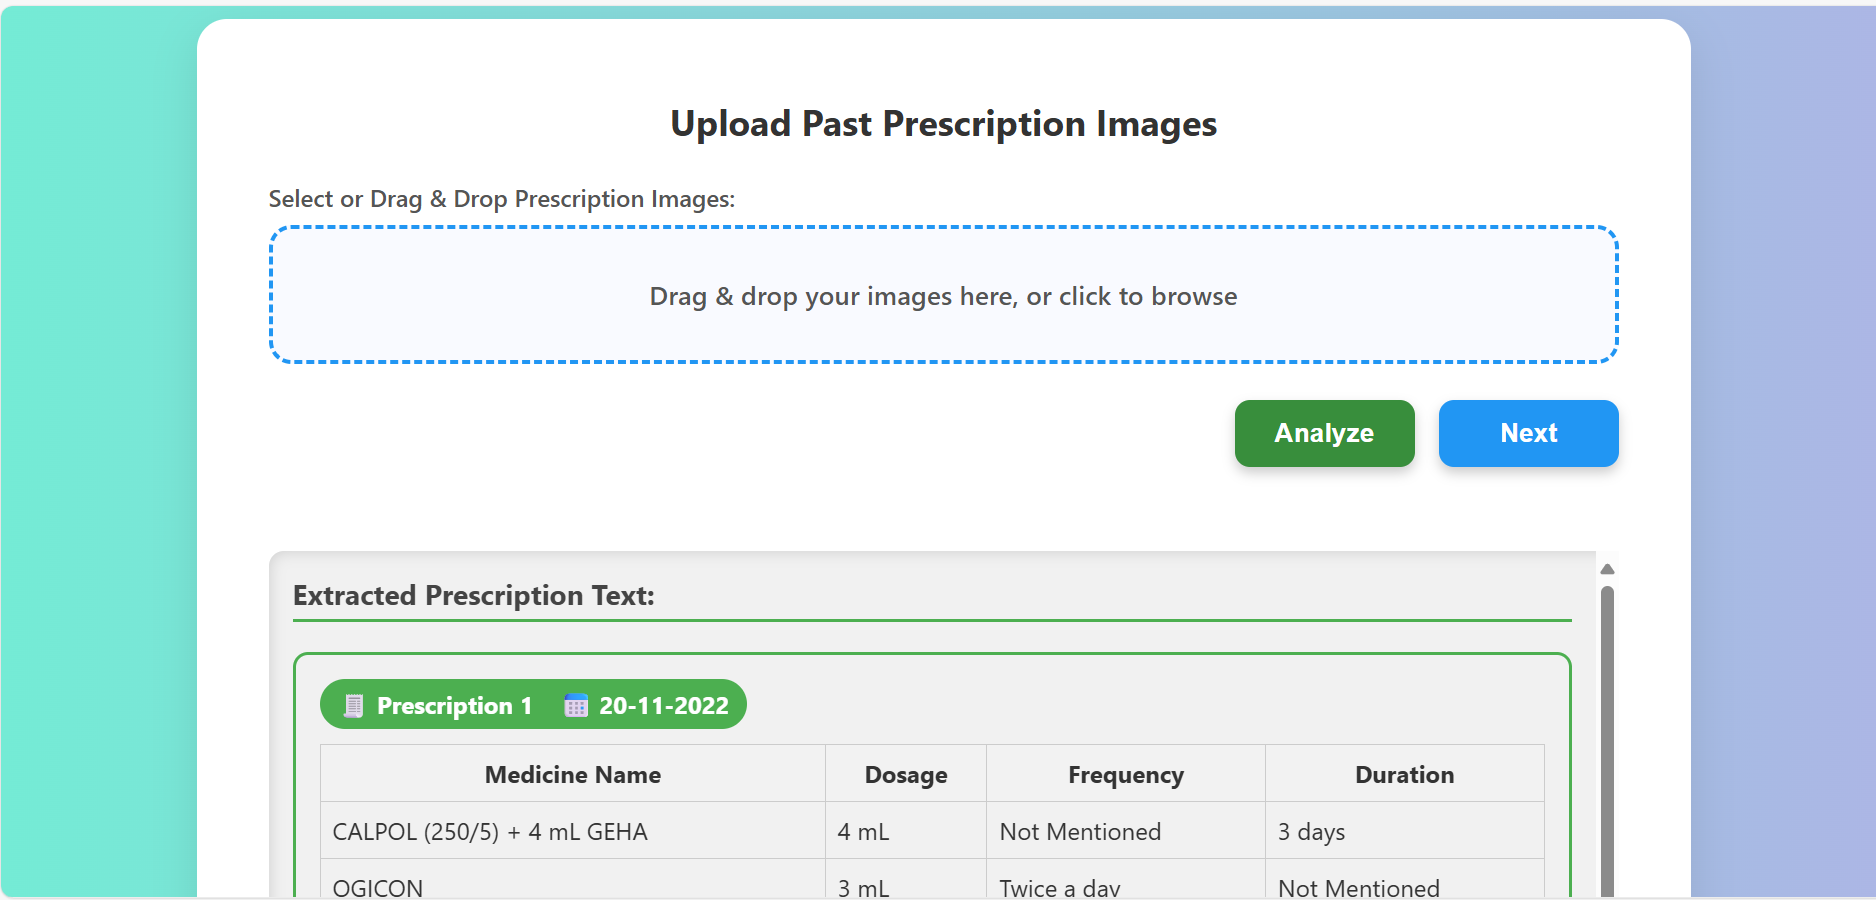 Upload Past Prescription Images
Select or Drag & Drop Prescription Images:
Drag & drop your images here, or click to browse
Analyze Next
Extracted Prescription Text:
Prescription 1 20-11-2022
Medicine Name Dosage Frequency Duration
CALPOL (250/5) + 4 mL GEHA 4 mL Not Mentioned 3 days
OGICON 3 mL Twice a day Not Mentioned